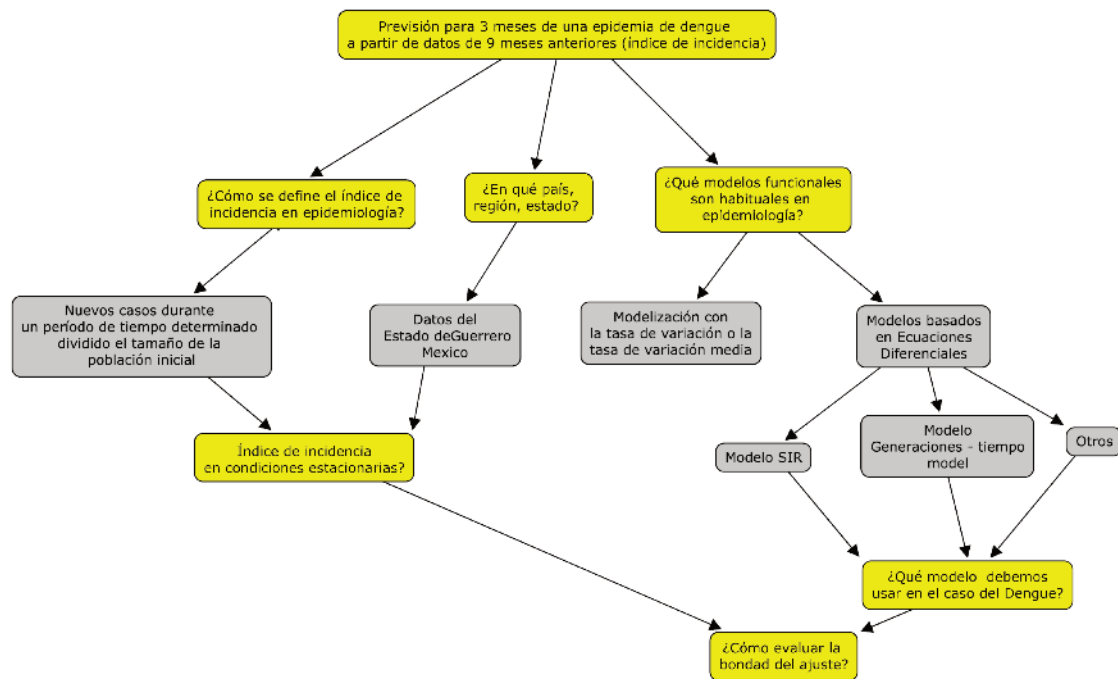 Previsión para 3 meses de una epidemia de dengue
a partir de datos de 9 meses anteriores (índice de incidencia)
¿Cómo se define el índice de
incidencia en epidemiología?
¿En qué país,
región, estado?
¿Qué modelos funcionales
son habituales en
epidemiología?
Nuevos casos durante
un período de tiempo determinado
dividido el tamaño de la
población inicial
Datos del
Estado deGuerrero
Mexico
Modelización con
la tasa de variación o la
tasa de variación media
Modelos basados
en Ecuaciones
Diferenciales
Índice de incidencia
en condiciones estacionarias?
Modelo SIR
Modelo
Generaciones - tiempo
model
Otros
¿Qué modelo debemos
usar en el caso del Dengue?
¿Cómo evaluar la
bondad del ajuste?